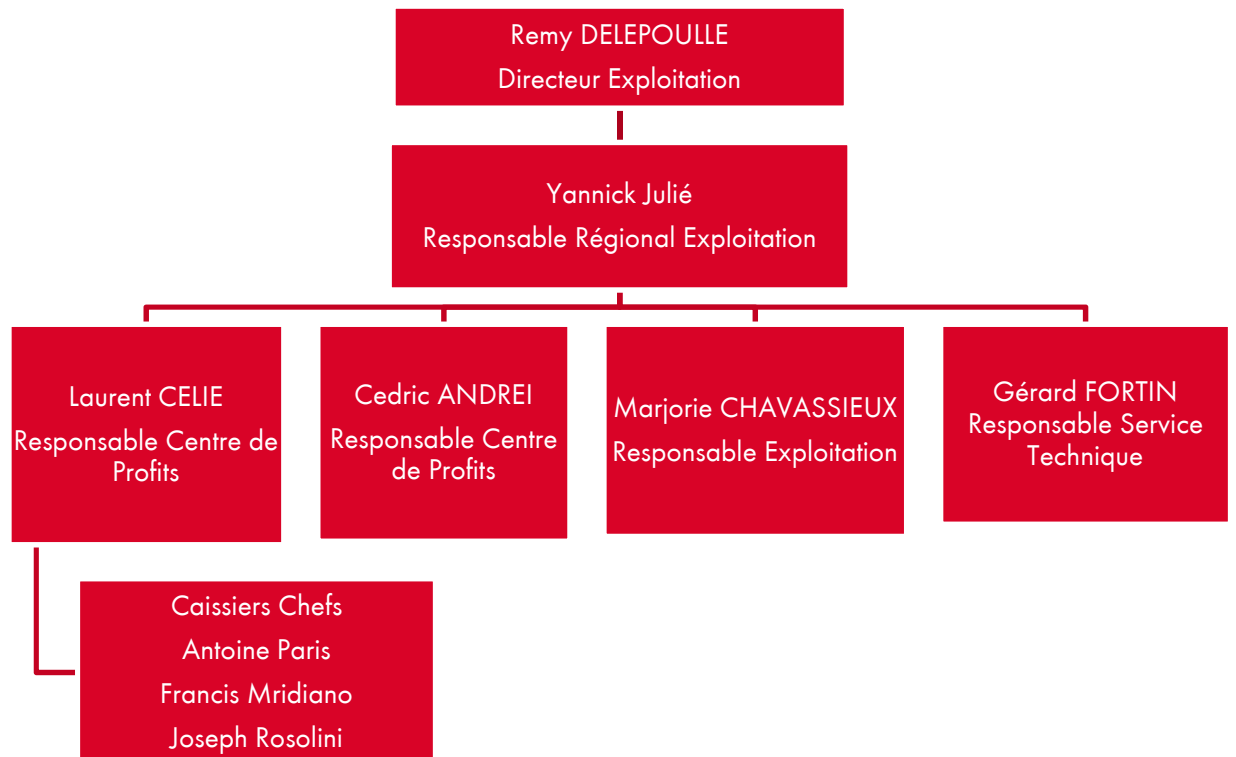 Remy DELEPOULLE
Directeur Exploitation
Yannick Julié
Responsable Régional Exploitation
Laurent CELIE
Responsable Centre de
Profits
Cedric ANDREI
Responsable Centre
de Profits
Marjorie CHAVASSIEUX
Responsable Exploitation
Gérard FORTIN
Responsable Service
Technique
Caissiers Chefs
Antoine Paris
Francis Mridiano
Joseph Rosolini